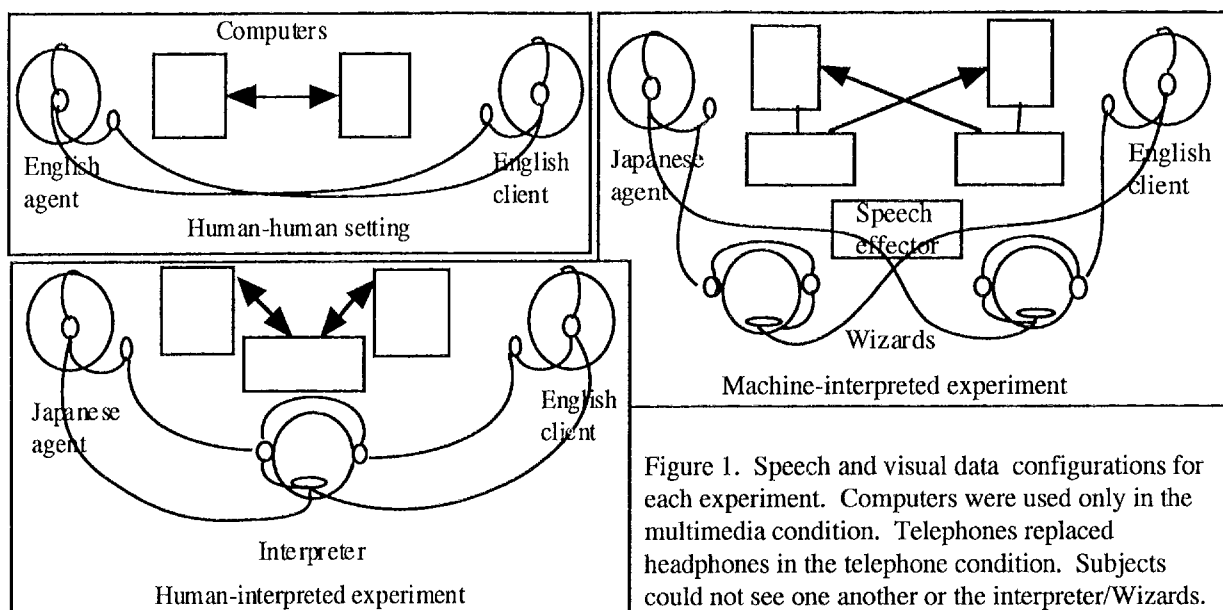 Computers
English
agent
English
client
Human-human setting
Japanese
agent
English
client
Speech
effector
Wizards
Machine-interpreted experiment
Japanese
agent
English
client
Interpreter
Human-interpreted experiment
Figure 1. Speech and visual data configurations for
each experiment. Computers were used only in the
multimedia condition. Telephones replaced
headphones in the telephone condition. Subjects
could not see one another or the interpreter/Wizards.